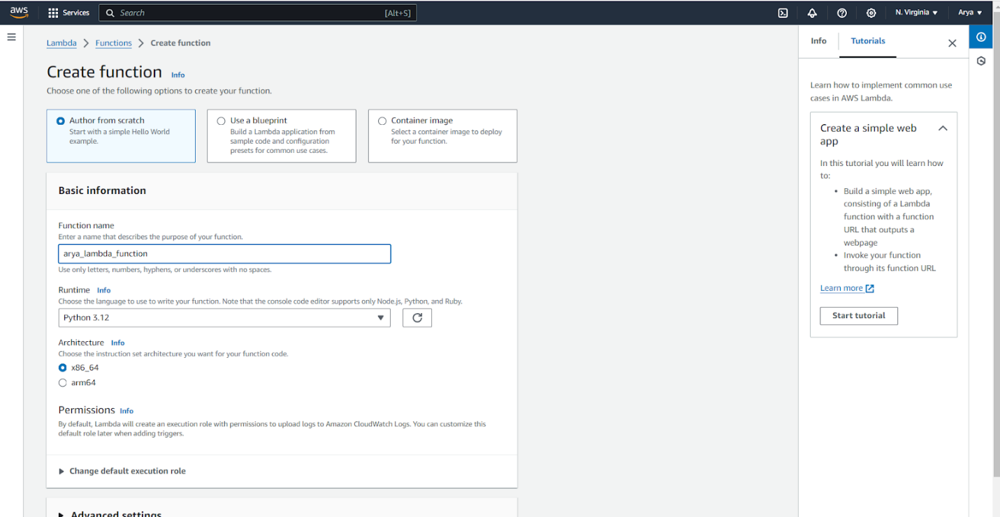 aws
Services
Search
[Alt+S]
N. Virginia
Arya
Lambda
Functions
Create function
Create function Info
Choose one of the following options to create your function.
Author from scratch
Start with a simple Hello World
example.
Use a blueprint
Build a Lambda application from
sample code and configuration
presets for common use cases.
Container image
Select a container image to deploy
for your function.
Basic information
Function name
Enter a name that describes the purpose of your function.
arya_lambda_function
Use only letters, numbers, hyphens, or underscores with no spaces.
Runtime Info
Choose the language to use to write your function. Note that the console code editor supports only Node.js, Python, and Ruby.
Python 3.12
Architecture Info
Choose the instruction set architecture you want for your function code.
x86_64
arm64
Permissions Info
By default, Lambda will create an execution role with permissions to upload logs to Amazon CloudWatch Logs. You can customize this
default role later when adding triggers.
Change default execution role
Advanced settings
Info
Tutorials
Learn how to implement common use
cases in AWS Lambda.
Create a simple web
app
In this tutorial you will learn how
to:
• Build a simple web app,
consisting of a Lambda
function with a function
URL that outputs a
webpage
• Invoke your function
through its function URL
Learn more
Start tutorial